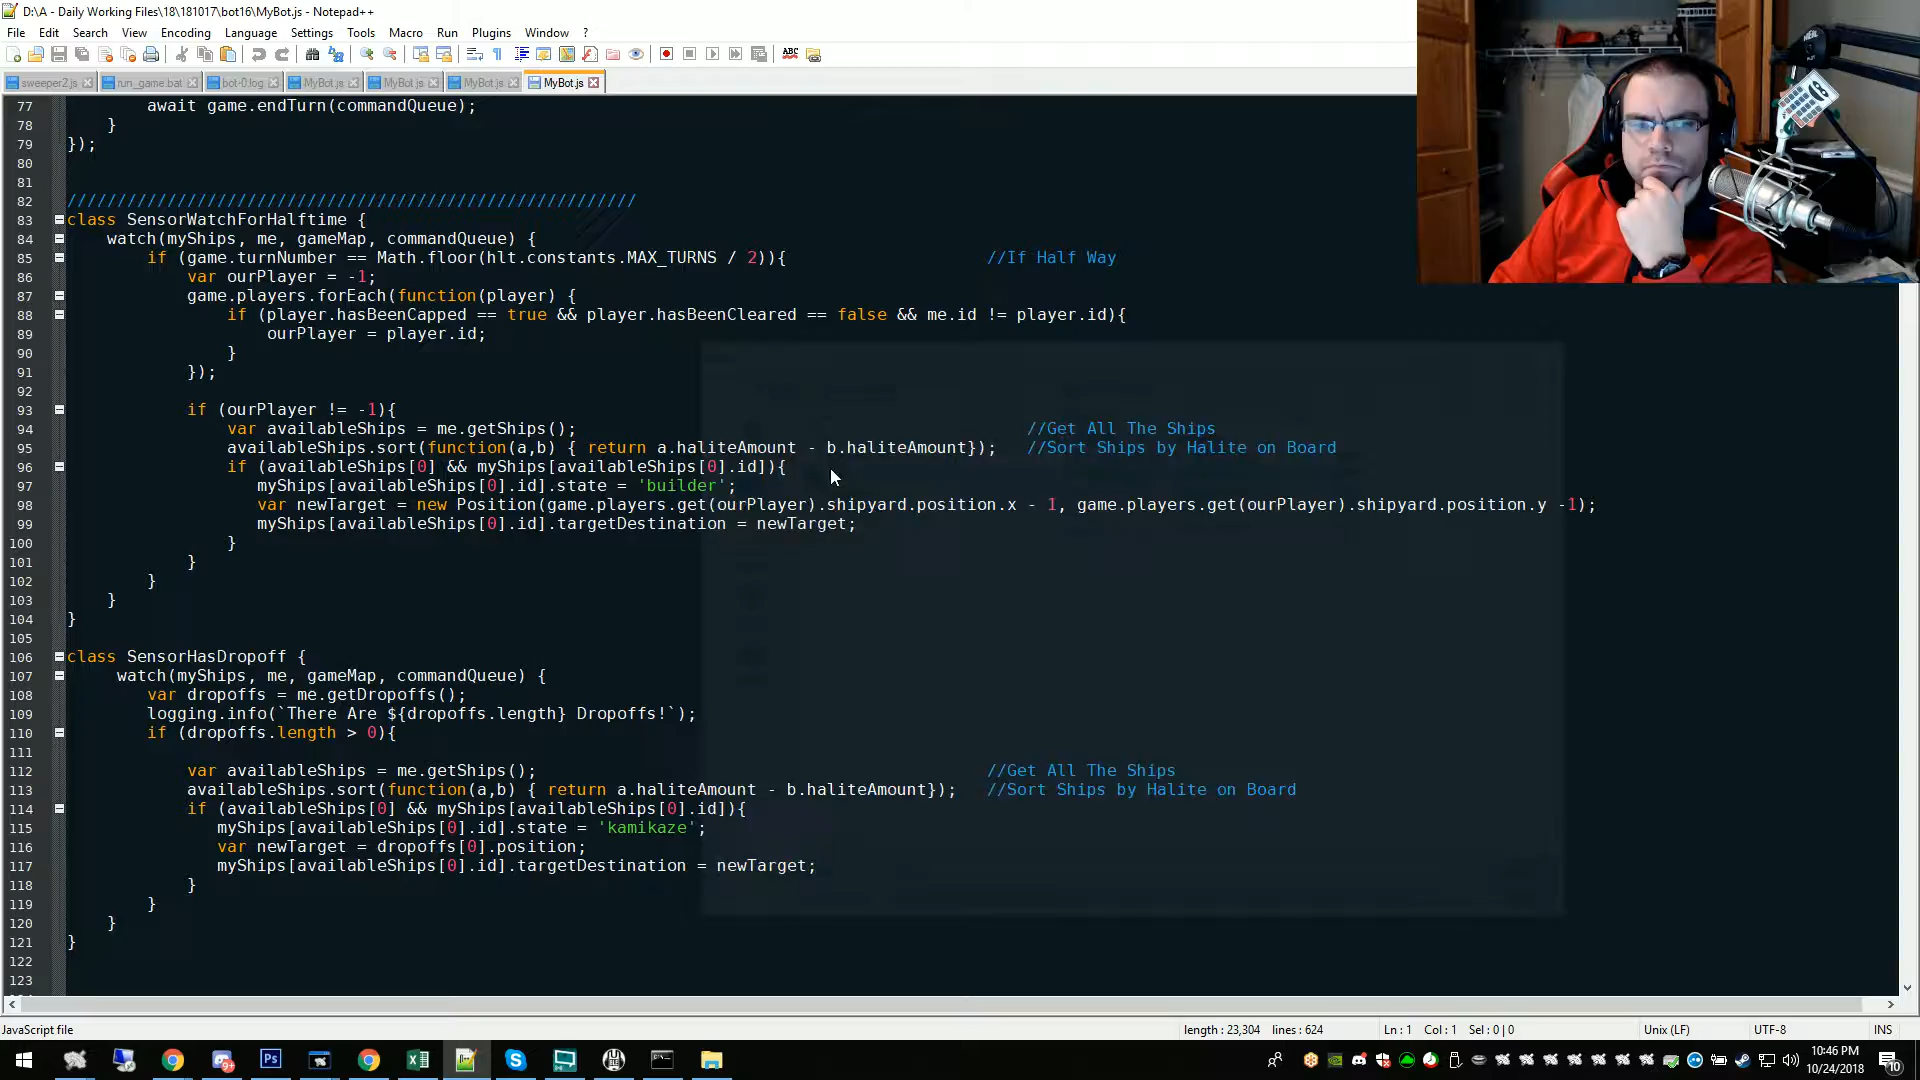 D:\A - Daily Working Files\18\181017\bot16\MyBot.js - Notepad++
File Edit Search View Encoding Language Settings Tools Macro Run Plugins Window ?
sweeper2.js run_game.bat bot-0.log MyBot.js MyBot.js MyBot.js MyBot.js
77 await game.endTurn(commandQueue);
78 }
79 });
80
81
82 /////////////////////////////////////////////////////////
83 class SensorWatchForHalftime {
84 watch(myShips, me, gameMap, commandQueue) {
85 if (game.turnNumber == Math.floor(hlt.constants.MAX_TURNS / 2)){ //If Half Way
86 var ourPlayer = -1;
87 game.players.forEach(function(player) {
88 if (player.hasBeenCapped == true && player.hasBeenCleared == false && me.id != player.id){
89 ourPlayer = player.id;
90 }
91 });
92
93 if (ourPlayer != -1){
94 var availableShips = me.getShips(); //Get All The Ships
95 availableShips.sort(function(a,b) { return a.haliteAmount - b.haliteAmount}); //Sort Ships by Halite on Board
96 if (availableShips[0] && myShips[availableShips[0].id]){
97 myShips[availableShips[0].id].state = 'builder';
98 var newTarget = new Position(game.players.get(ourPlayer).shipyard.position.x - 1, game.players.get(ourPlayer).shipyard.position.y -1);
99 myShips[availableShips[0].id].targetDestination = newTarget;
100 }
101 }
102 }
103 }
104 }
105
106 class SensorHasDropoff {
107 watch(myShips, me, gameMap, commandQueue) {
108 var dropoffs = me.getDropoffs();
109 logging.info(`There Are ${dropoffs.length} Dropoffs!`);
110 if (dropoffs.length > 0){
111
112 var availableShips = me.getShips(); //Get All The Ships
113 availableShips.sort(function(a,b) { return a.haliteAmount - b.haliteAmount}); //Sort Ships by Halite on Board
114 if (availableShips[0] && myShips[availableShips[0].id]){
115 myShips[availableShips[0].id].state = 'kamikaze';
116 var newTarget = dropoffs[0].position;
117 myShips[availableShips[0].id].targetDestination = newTarget;
118 }
119 }
120 }
121 }
122
123
JavaScript file length : 23,304 lines : 624 Ln : 1 Col : 1 Sel : 0 | 0 Unix (LF) UTF-8 INS
10:46 PM
10/24/2018